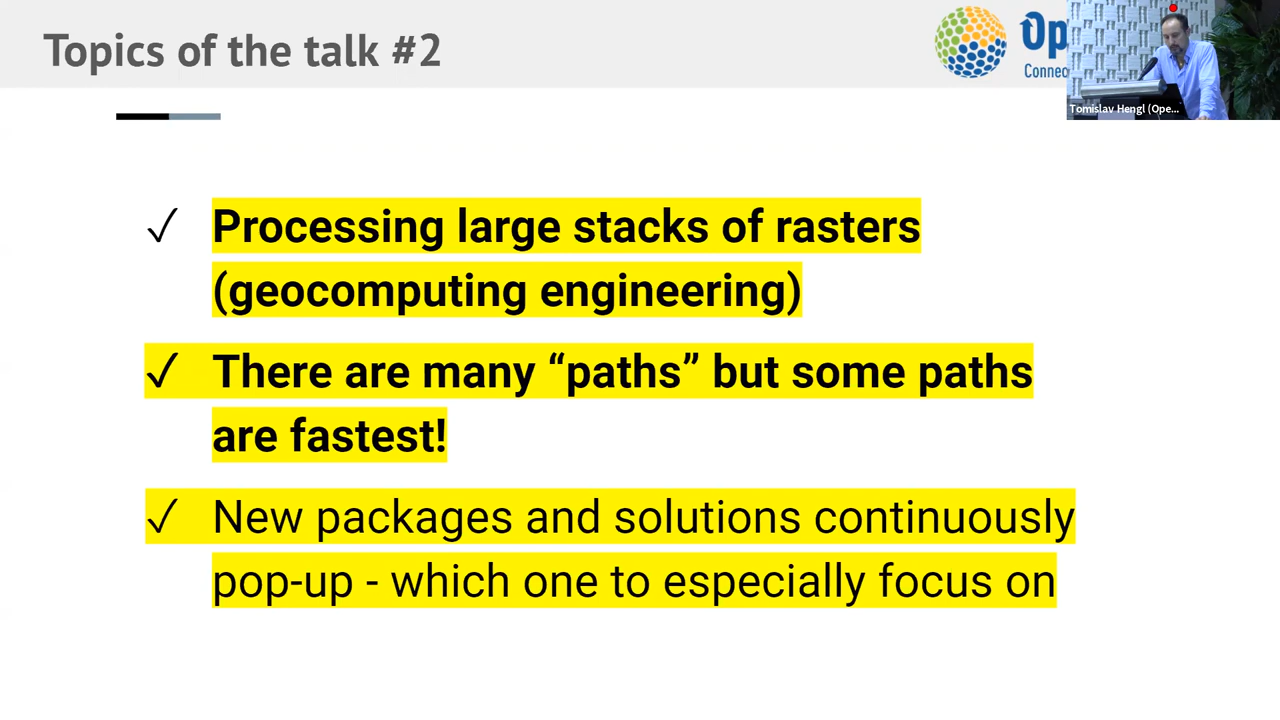 Topics of the talk #2
Op
Connec
Tomislav Hengl (Ope...
✓ Processing large stacks of rasters
(geocomputing engineering)
✓ There are many “paths” but some paths
are fastest!
✓ New packages and solutions continuously
pop-up - which one to especially focus on